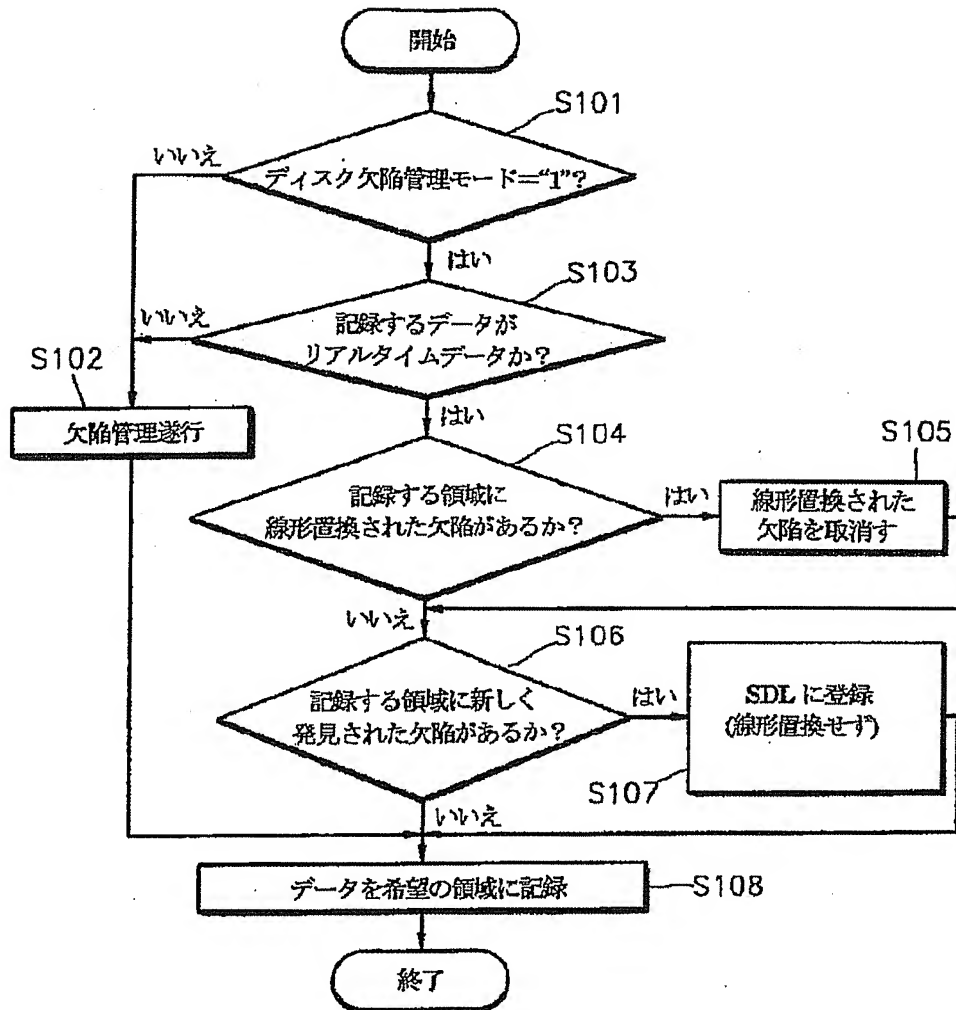 開始
S101
いいえ
ディスク欠陥管理モード=“1”?
はい
S103
いいえ
記録するデータが
リアルタイムデータか？
S102
欠陥管理遂行
はい
S104
S105
記録する領域に
線形置換された欠陥があるか？
はい
線形置換された
欠陥を取消す
いいえ
S106
記録する領域に新しく
発見された欠陥があるか？
はい
SDLに登録
(線形置換せず)
S107
いいえ
データを希望の領域に記録
S108
終了